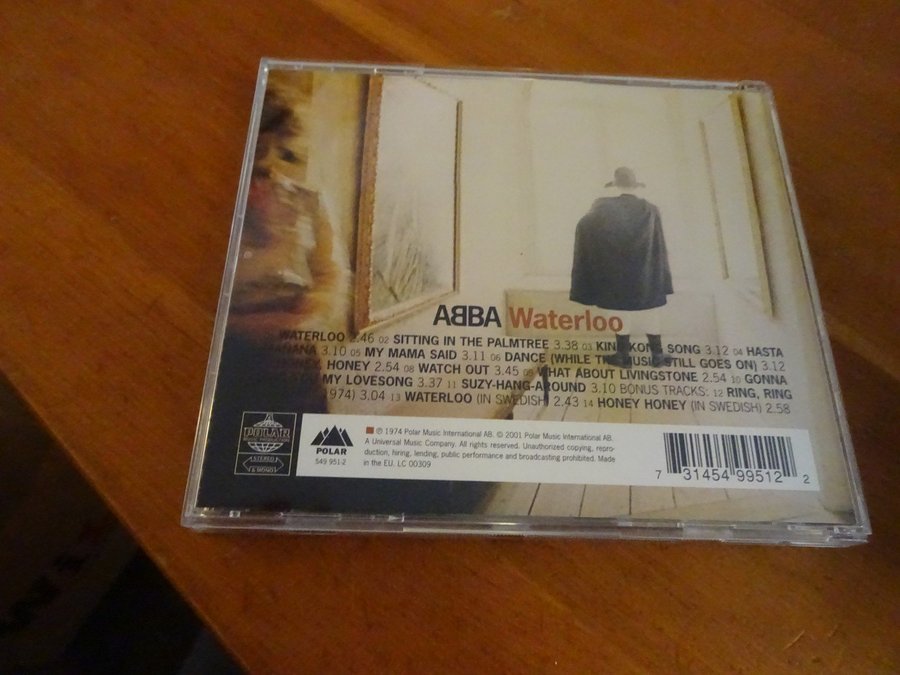 ABBA Waterloo
WATERLOO 2.46 02 SITTING IN THE PALMTREE 3.38 03 KING KONG SONG 3.12 04 HASTA
MAÑANA 3.10 05 MY MAMA SAID 3.11 06 DANCE (WHILE THE MUSIC STILL GOES ON) 3.12
HONEY, HONEY 2.54 08 WATCH OUT 3.45 09 WHAT ABOUT LIVINGSTONE 2.54 10 GONNA
MY LOVESONG 3.37 11 SUZY-HANG-AROUND 3.10 BONUS TRACKS: 12 RING, RING
1974) 3.04 13 WATERLOO (IN SWEDISH) 2.43 14 HONEY HONEY (IN SWEDISH) 2.58
POLAR
STEREO
POLAR
549 951-2
℗ 1974 Polar Music International AB. © 2001 Polar Music International AB.
A Universal Music Company. All rights reserved. Unauthorized copying, repro-
duction, hiring, lending, public performance and broadcasting prohibited. Made
in the EU. LC 00309
7 31454 99512 2